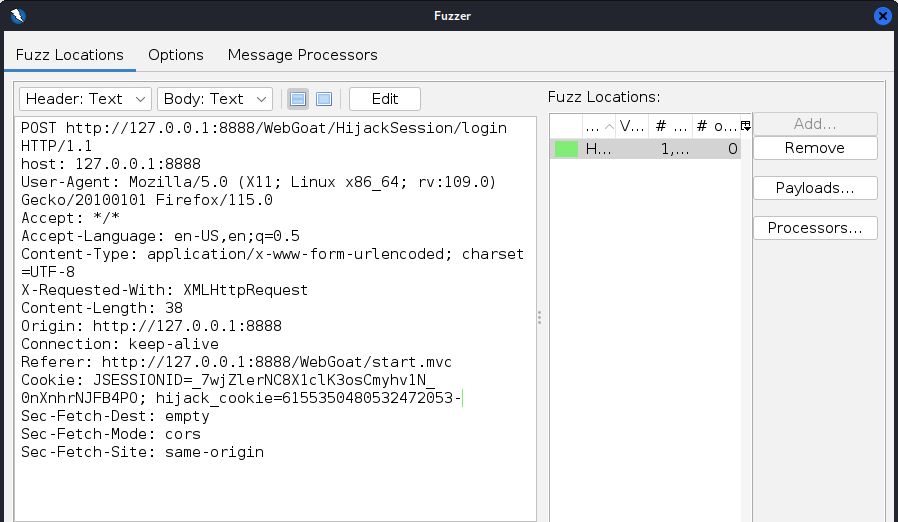 Fuzzer
Fuzz Locations Options Message Processors
Header: Text Body: Text Edit
POST http://127.0.0.1:8888/WebGoat/HijackSession/login
HTTP/1.1
host: 127.0.0.1:8888
User-Agent: Mozilla/5.0 (X11; Linux x86_64; rv:109.0)
Gecko/20100101 Firefox/115.0
Accept: */*
Accept-Language: en-US,en;q=0.5
Content-Type: application/x-www-form-urlencoded; charset
=UTF-8
X-Requested-With: XMLHttpRequest
Content-Length: 38
Origin: http://127.0.0.1:8888
Connection: keep-alive
Referer: http://127.0.0.1:8888/WebGoat/start.mvc
Cookie: JSESSIONID=_7wjZlerNC8X1clK3osCmyhv1N_
0nXnhrNJFB4PO; hijack_cookie=6155350480532472053-
Sec-Fetch-Dest: empty
Sec-Fetch-Mode: cors
Sec-Fetch-Site: same-origin
Fuzz Locations:
... V... # ... # o...
H... 1,... 0
Add...
Remove
Payloads...
Processors...